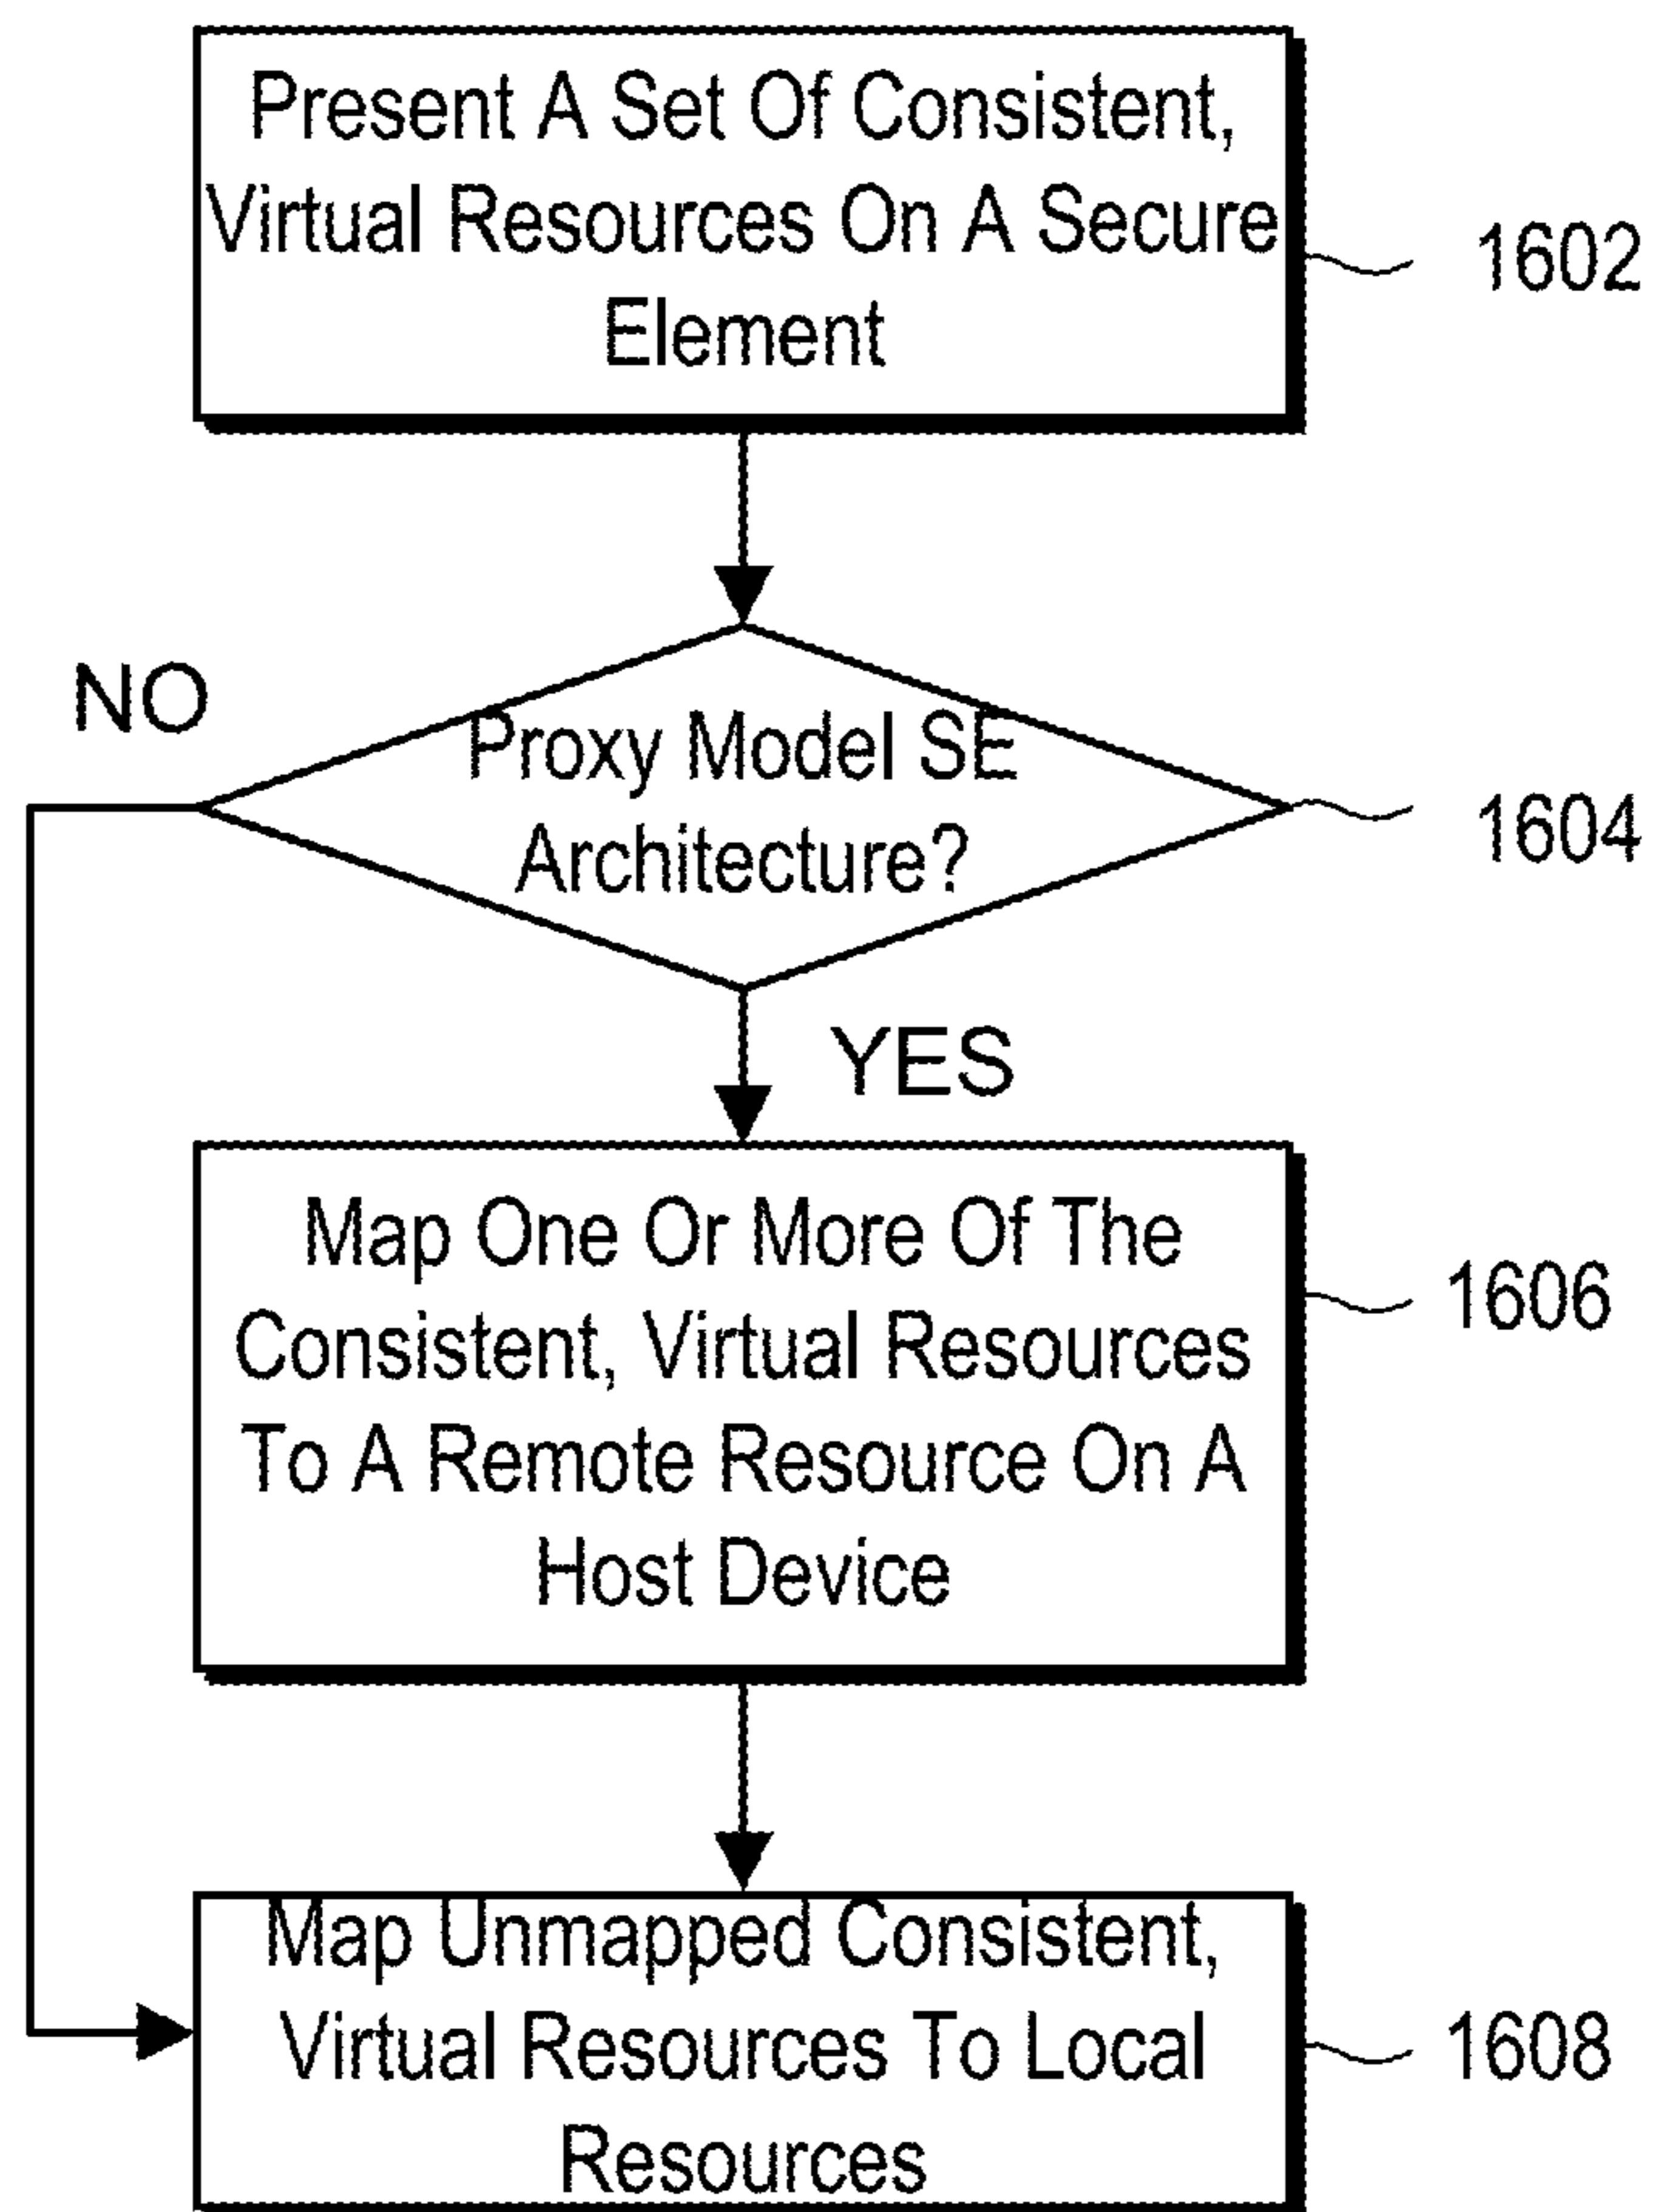 Present A Set Of Consistent,
Virtual Resources On A Secure
Element
1602
NO
Proxy Model SE
Architecture?
1604
YES
Map One Or More Of The
Consistent, Virtual Resources
To A Remote Resource On A
Host Device
1606
Map Unmapped Consistent,
Virtual Resources To Local
Resources
1608